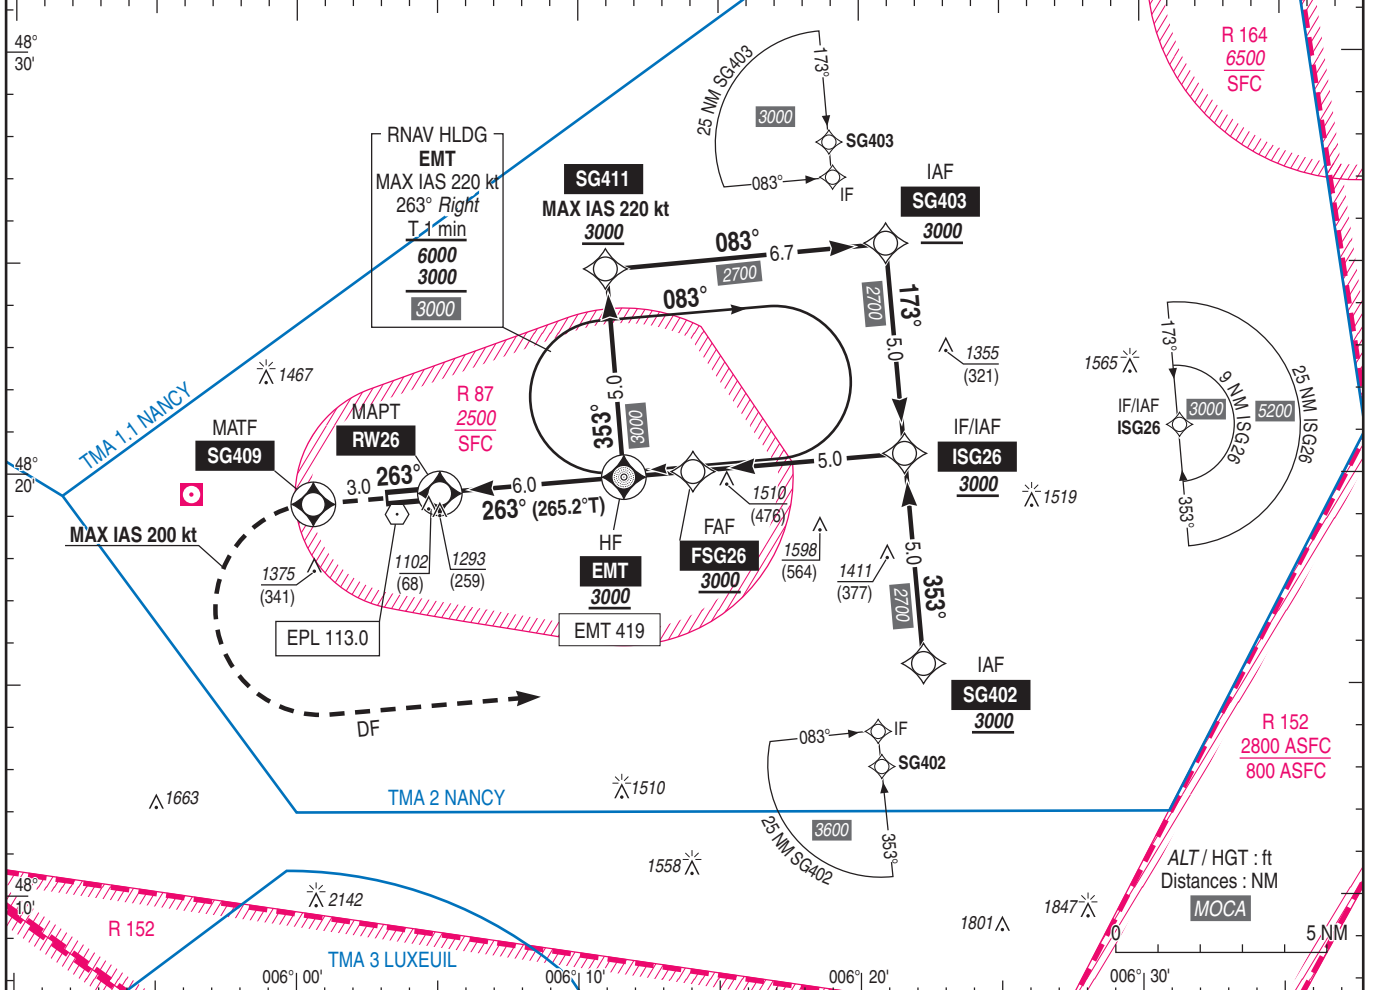 48°
30'
R 164
6500
SFC
25 NM SG403
173°
3000
SG403
083°
IF
RNAV HLDG
EMT
MAX IAS 220 kt
263° Right
T 1 min
6000
3000
3000
SG411
MAX IAS 220 kt
3000
IAF
SG403
3000
083°
6.7
2700
083°
2700
173°
5.0
1355
(321)
1467
TMA 1.1 NANCY
R 87
2500
SFC
5.0
353°
3000
173°
1565
IF/IAF
ISG26
3000
9 NM ISG26
5200
25 NM ISG26
353°
MATF
SG409
MAPT
RW26
IF/IAF
ISG26
3000
48°
20'
3.0
263°
6.0
263° (265.2°T)
5.0
1510
(476)
1519
MAX IAS 200 kt
1375
(341)
1102
(68)
1293
(259)
HF
EMT
3000
EMT 419
FAF
FSG26
3000
1598
(564)
1411
(377)
5.0
353°
2700
EPL 113.0
IAF
SG402
3000
DF
083°
IF
SG402
3600
353°
25 NM SG402
R 152
2800 ASFC
800 ASFC
1663
TMA 2 NANCY
1510
1558
ALT / HGT : ft
Distances : NM
MOCA
48°
10'
2142
1801
1847
R 152
0
5 NM
TMA 3 LUXEUIL
006° 00'
006° 10'
006° 20'
006° 30'